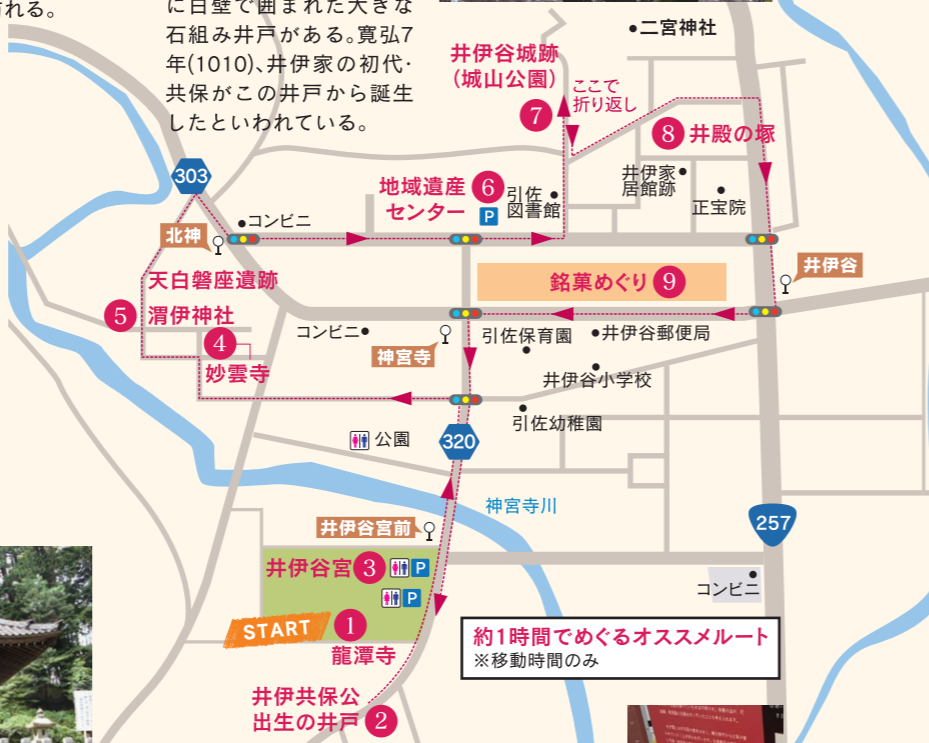 れる。
に白壁で囲まれた大きな
石組み井戸がある。寛弘7
年(1010)、井伊家の初代・
共保がこの井戸から誕生
したといわれている。
二宮神社
井伊谷城跡
(城山公園)
7
ここで
折り返し
8 井殿の塚
井伊家
居館跡
正宝院
303
地域遺産
センター
6
P
引佐
図書館
コンビニ
北神
天白磐座遺跡
5 渭伊神社
4
妙雲寺
銘菓めぐり 9
井伊谷
コンビニ
神宮寺
引佐保育園
井伊谷郵便局
井伊谷小学校
引佐幼稚園
公園
320
神宮寺川
257
井伊谷宮前
井伊谷宮 3 P
P
コンビニ
START 1
龍潭寺
約1時間でめぐるオススメルート
※移動時間のみ
井伊共保公
出生の井戸 2